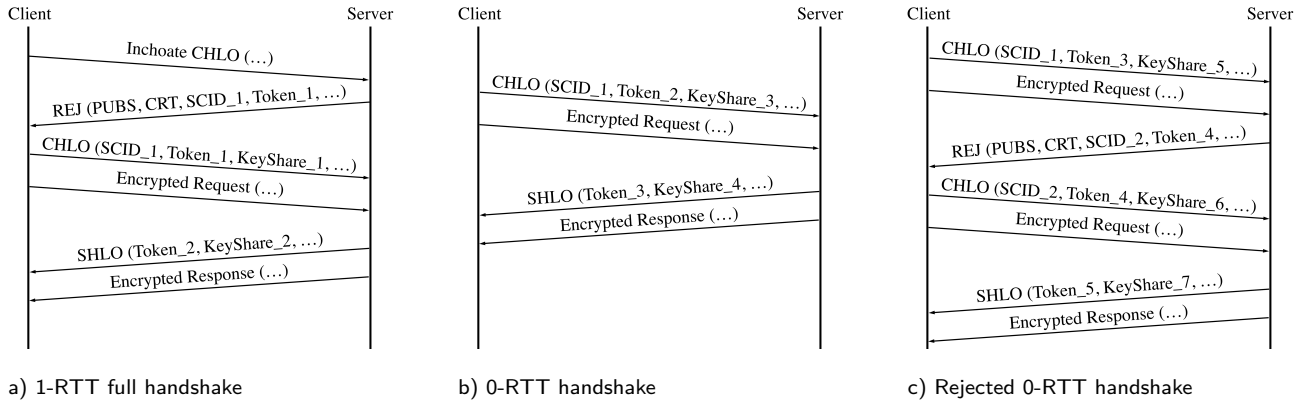 Client
Server
Inchoate CHLO (…)
REJ (PUBS, CRT, SCID_1, Token_1, …)
CHLO (SCID_1, Token_1, KeyShare_1, …)
Encrypted Request (…)
SHLO (Token_2, KeyShare_2, …)
Encrypted Response (…)
a) 1-RTT full handshake
Client
Server
CHLO (SCID_1, Token_2, KeyShare_3, …)
Encrypted Request (…)
SHLO (Token_3, KeyShare_4, …)
Encrypted Response (…)
b) 0-RTT handshake
Client
Server
CHLO (SCID_1, Token_3, KeyShare_5, …)
Encrypted Request (…)
REJ (PUBS, CRT, SCID_2, Token_4, …)
CHLO (SCID_2, Token_4, KeyShare_6, …)
Encrypted Request (…)
SHLO (Token_5, KeyShare_7, …)
Encrypted Response (…)
c) Rejected 0-RTT handshake